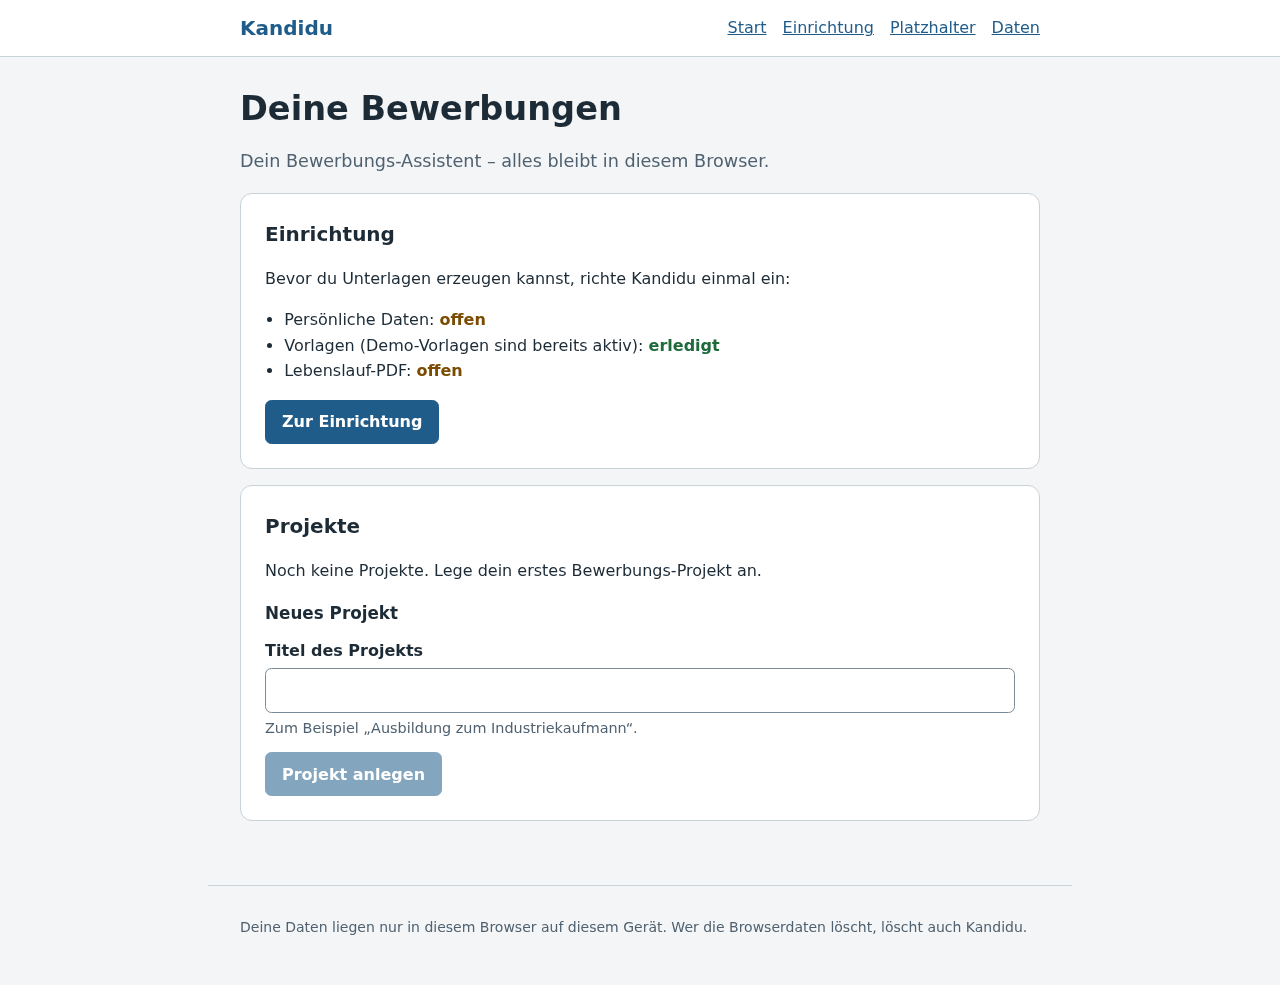 Kandidu
Start Einrichtung Platzhalter Daten
Deine Bewerbungen
Dein Bewerbungs-Assistent – alles bleibt in diesem Browser.
Einrichtung
Bevor du Unterlagen erzeugen kannst, richte Kandidu einmal ein:
• Persönliche Daten: offen
• Vorlagen (Demo-Vorlagen sind bereits aktiv): erledigt
• Lebenslauf-PDF: offen
Zur Einrichtung
Projekte
Noch keine Projekte. Lege dein erstes Bewerbungs-Projekt an.
Neues Projekt
Titel des Projekts
Zum Beispiel „Ausbildung zum Industriekaufmann“.
Projekt anlegen
Deine Daten liegen nur in diesem Browser auf diesem Gerät. Wer die Browserdaten löscht, löscht auch Kandidu.